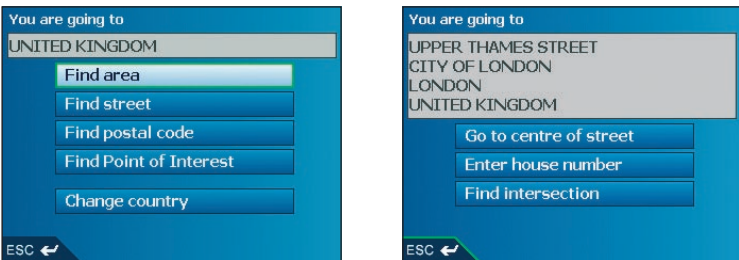 You are going to
UNITED KINGDOM
Find area
Find street
Find postal code
Find Point of Interest
Change country
ESC
You are going to
UPPER THAMES STREET
CITY OF LONDON
LONDON
UNITED KINGDOM
Go to centre of street
Enter house number
Find intersection
ESC